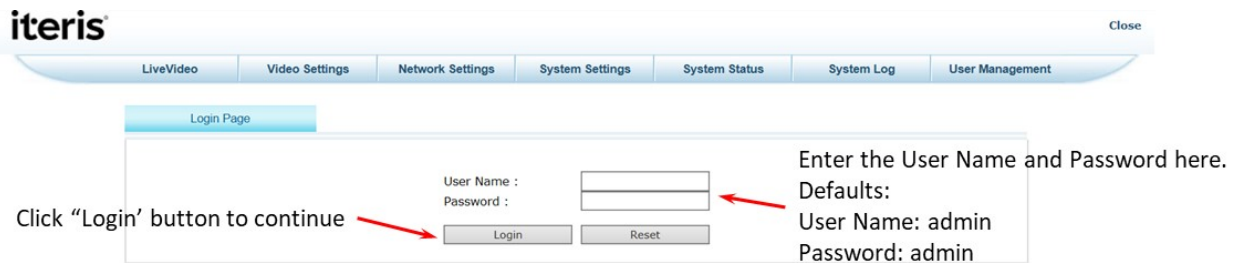 iteris
Close
LiveVideo Video Settings Network Settings System Settings System Status System Log User Management
Login Page
Enter the User Name and Password here.
Defaults:
User Name: admin
Password: admin
User Name :
Password :
Click “Login’ button to continue
Login Reset